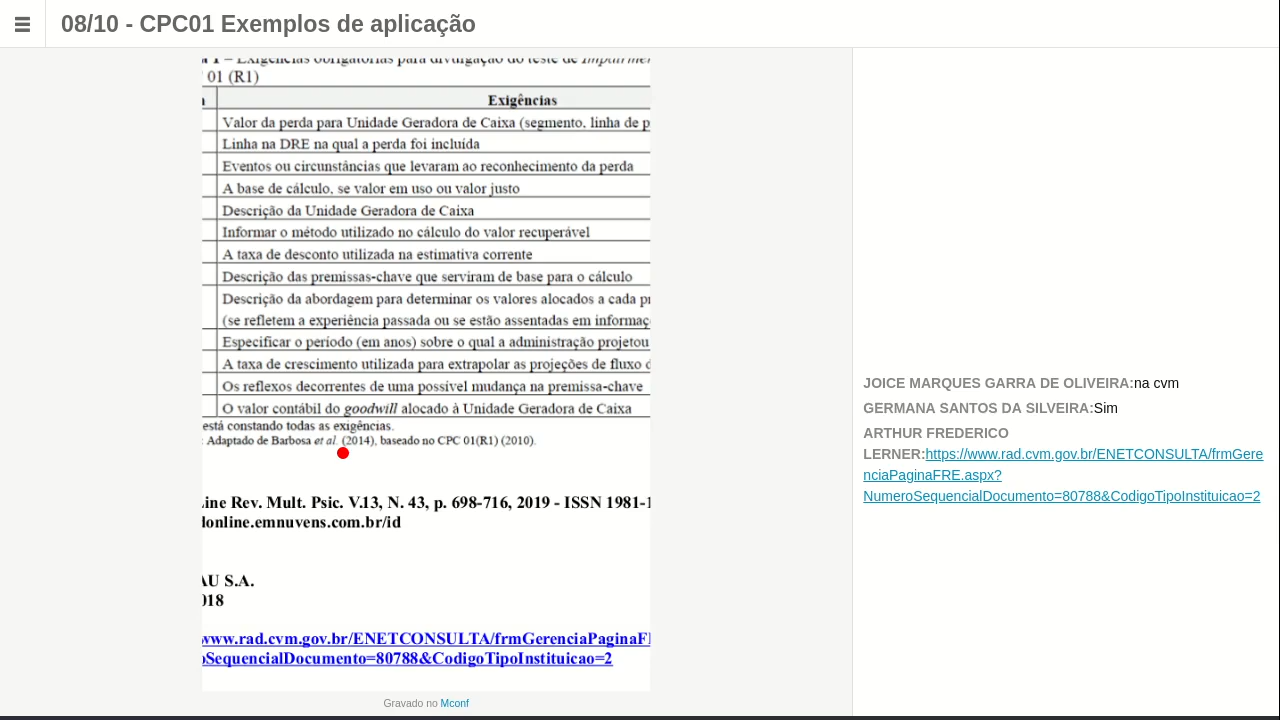 08/10 - CPC01 Exemplos de aplicação
1 – Exigências obrigatórias para divulgação do teste de
01 (R1)
Exigências
Valor da perda para Unidade Geradora de Caixa (segmento, linha de p
Linha na DRE na qual a perda foi incluída
Eventos ou circunstâncias que levaram ao reconhecimento da perda
A base de cálculo, se valor em uso ou valor justo
Descrição da Unidade Geradora de Caixa
Informar o método utilizado no cálculo do valor recuperável
A taxa de desconto utilizada na estimativa corrente
Descrição das premissas-chave que serviram de base para o cálculo
Descrição da abordagem para determinar os valores alocados a cada
(se refletem a experiência passada ou se estão assentadas em
Especificar o período (em anos) sobre o qual a administração projetou
A taxa de crescimento utilizada para extrapolar as projeções de fluxo
Os reflexos decorrentes de uma possível mudança na premissa-chave
O valor contábil do goodwill alocado à Unidade Geradora de Caixa
está constando todas as exigências.
: Adaptado de Barbosa et al. (2014), baseado no CPC 01(R1) (2010).
Line Rev. Mult. Psic. V.13, N. 43, p. 698-716, 2019 - ISSN 1981-1
donline.emnuvens.com.br/id
AU S.A.
018
www.rad.cvm.gov.br/ENETCONSULTA/frmGerenciaPaginaF
oSequencialDocumento=80788&CodigoTipoInstituicao=2
Gravado no Mconf
JOICE MARQUES GARRA DE OLIVEIRA:na cvm
GERMANA SANTOS DA SILVEIRA:Sim
ARTHUR FREDERICO
LERNER:https://www.rad.cvm.gov.br/ENETCONSULTA/frmGere
nciaPaginaFRE.aspx?
NumeroSequencialDocumento=80788&CodigoTipoInstituicao=2